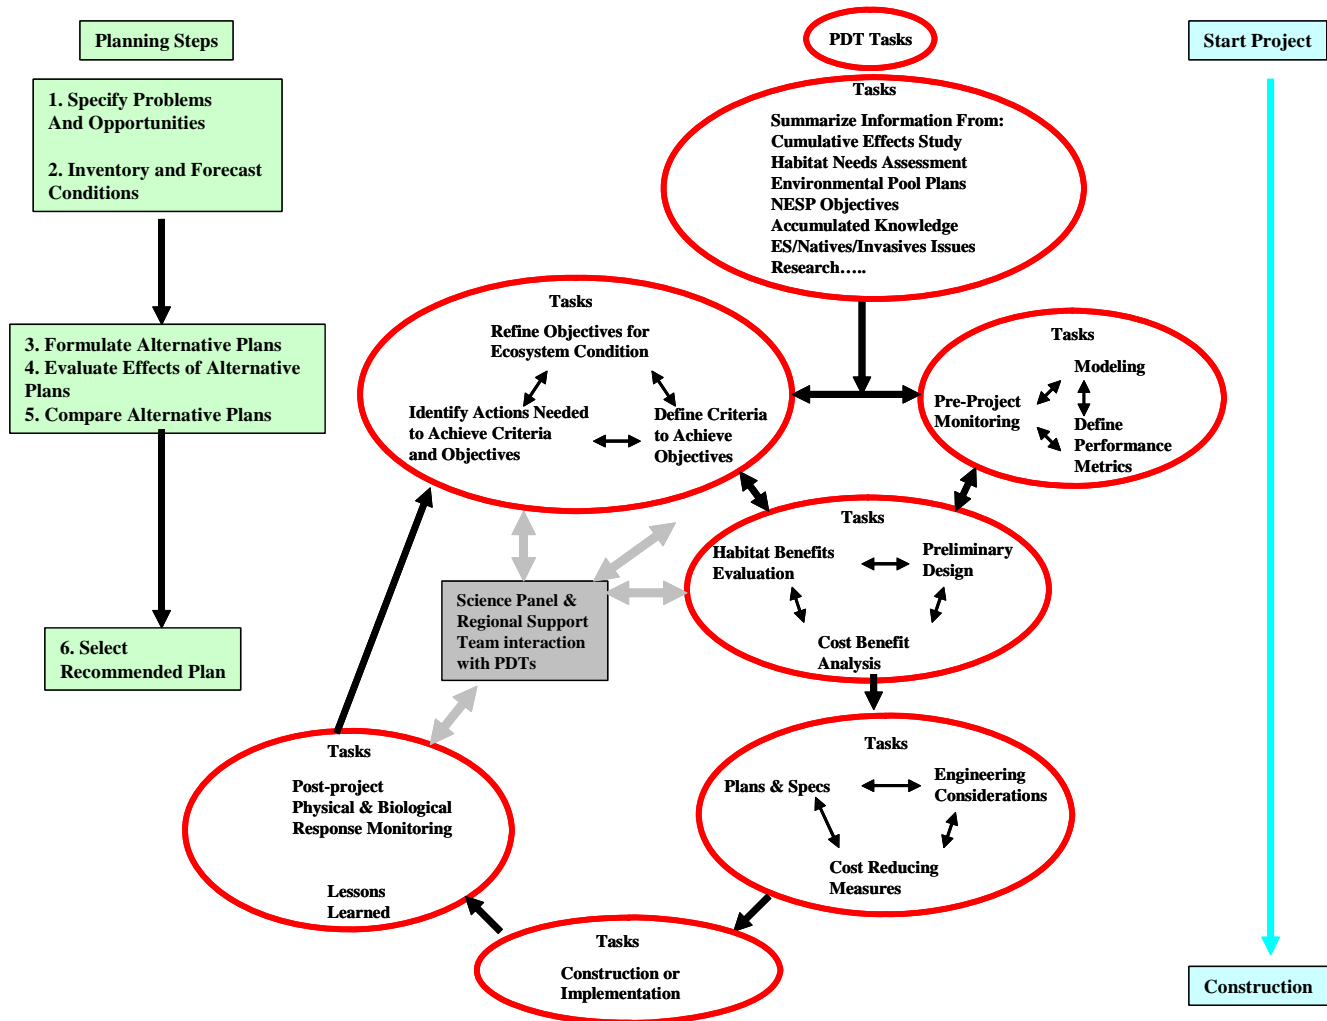 Planning Steps
PDT Tasks
Start Project
1. Specify Problems
And Opportunities
2. Inventory and Forecast
Conditions
Tasks
Summarize Information From:
Cumulative Effects Study
Habitat Needs Assessment
Environmental Pool Plans
NESP Objectives
Accumulated Knowledge
ES/Natives/Invasives Issues
Research…..
3. Formulate Alternative Plans
4. Evaluate Effects of Alternative
Plans
5. Compare Alternative Plans
Tasks
Refine Objectives for
Ecosystem Condition
Identify Actions Needed
to Achieve Criteria
and Objectives
Define Criteria
to Achieve
Objectives
Tasks
Modeling
Pre-Project
Monitoring
Define
Performance
Metrics
Tasks
Habitat Benefits
Evaluation
Preliminary
Design
Cost Benefit
Analysis
Science Panel &
Regional Support
Team interaction
with PDTs
6. Select
Recommended Plan
Tasks
Post-project
Physical & Biological
Response Monitoring
Lessons
Learned
Tasks
Plans & Specs
Engineering
Considerations
Cost Reducing
Measures
Tasks
Construction or
Implementation
Construction